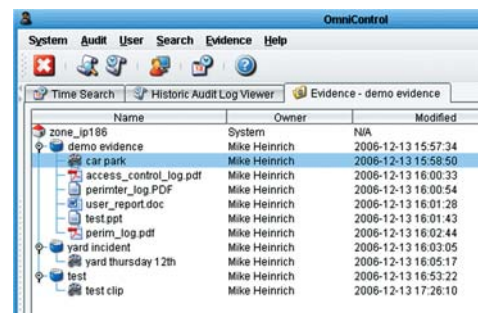 OmniControl
System Audit User Search Evidence Help
Time Search Historic Audit Log Viewer Evidence - demo evidence
Name Owner Modified
zone_ip186 System N/A
demo evidence Mike Heinrich 2006-12-13 15:57:34
car park Mike Heinrich 2006-12-13 15:58:50
access_control_log.pdf Mike Heinrich 2006-12-13 16:00:33
perimter_log.PDF Mike Heinrich 2006-12-13 16:00:54
user_report.doc Mike Heinrich 2006-12-13 16:01:28
test.ppt Mike Heinrich 2006-12-13 16:01:43
perim_log.pdf Mike Heinrich 2006-12-13 16:02:44
yard incident Mike Heinrich 2006-12-13 16:03:05
yard thursday 12th Mike Heinrich 2006-12-13 16:05:17
test Mike Heinrich 2006-12-13 16:53:22
test clip Mike Heinrich 2006-12-13 17:26:10